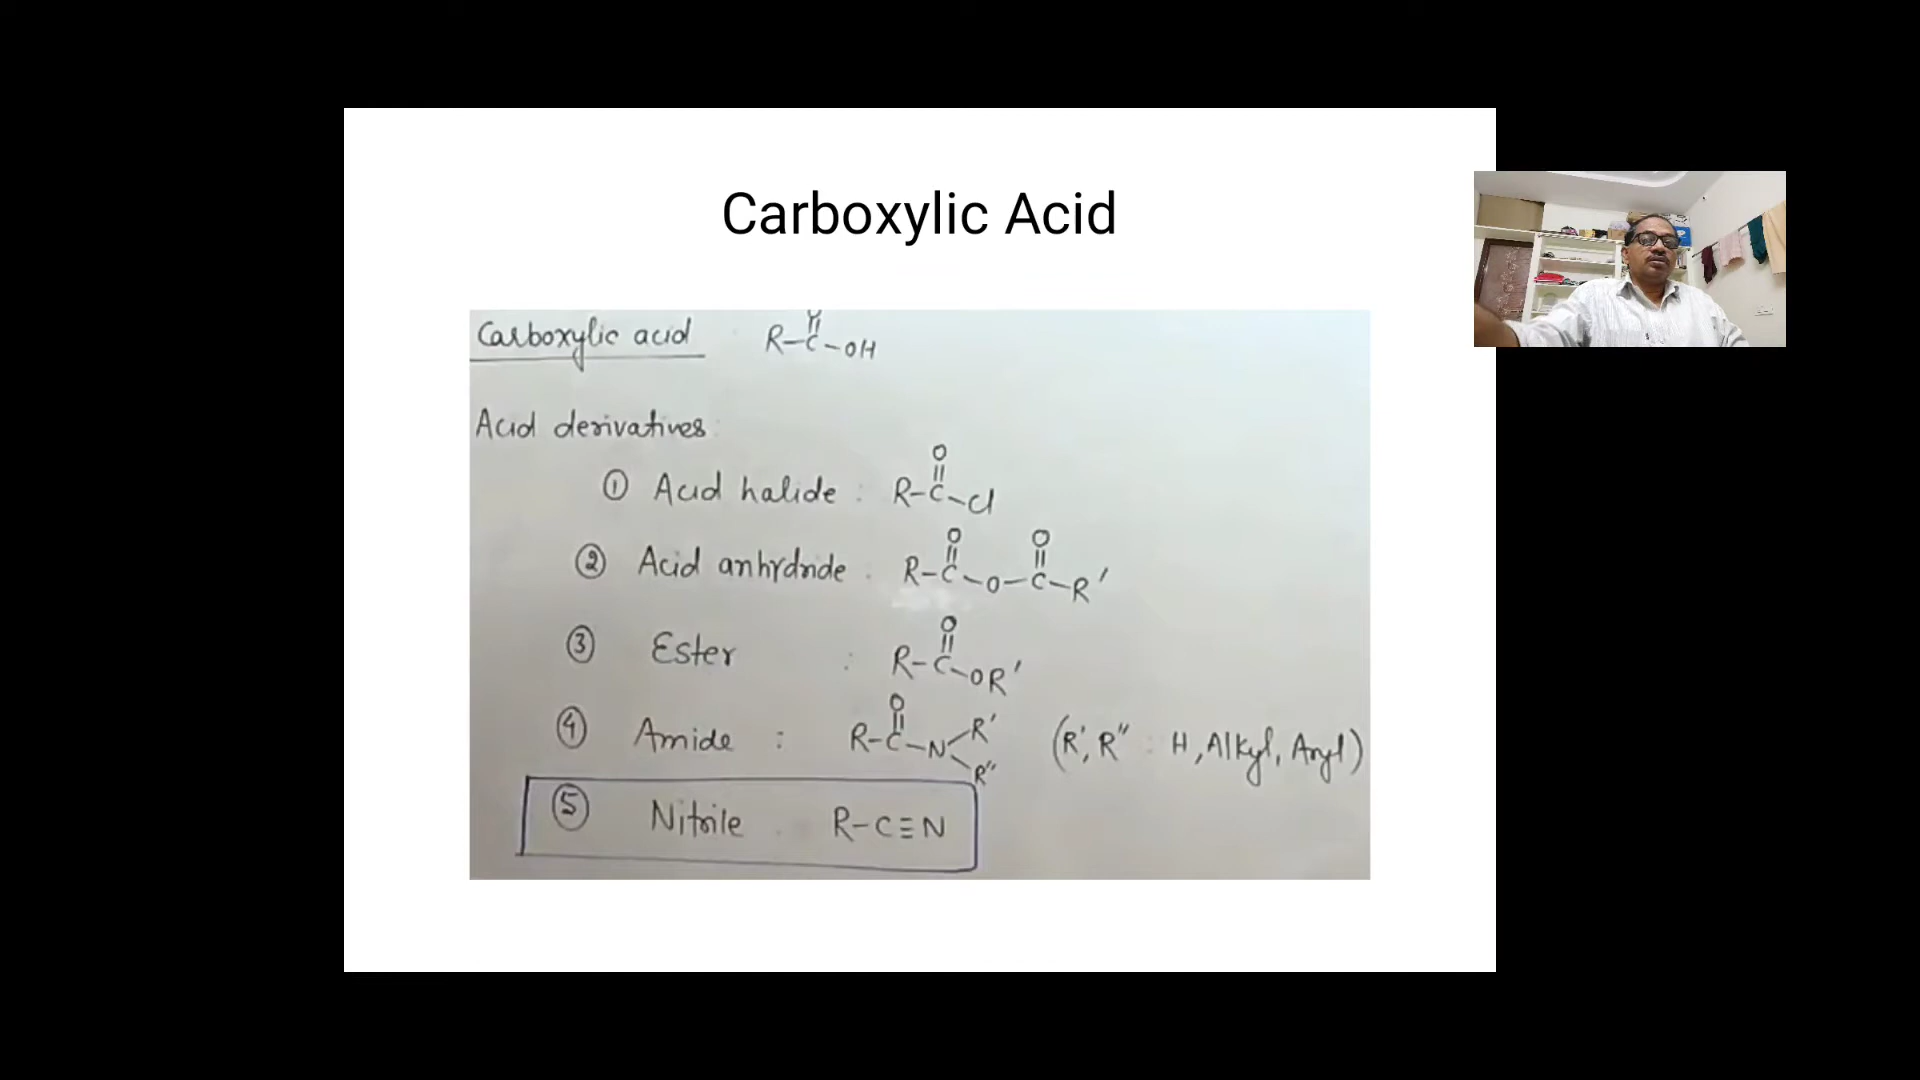 Carboxylic Acid
Carboxylic acid R-C-OH
Acid derivatives:
① Acid halide : R-C-Cl
O
② Acid anhydride : R-C-O-C-R'
O O
③ Ester : R-C-OR'
O
④ Amide : R-C-N R' R'' (R', R'' : H, Alkyl, Aryl)
O
⑤ Nitrile R-C≡N